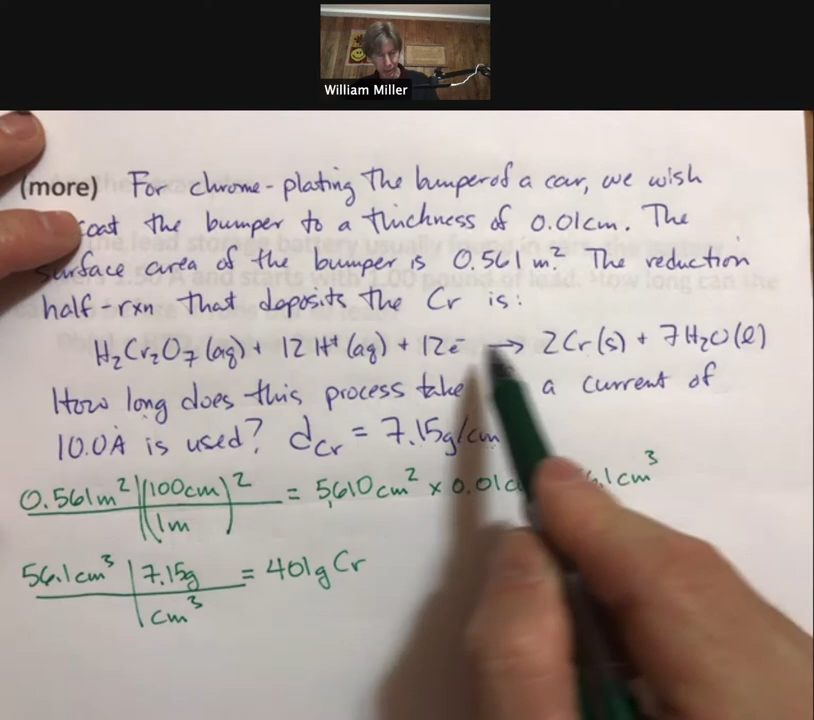 William Miller
(more) For chrome-plating the bumper of a car, we wish
coat the bumper to a thickness of 0.01cm. The
surface area of the bumper is 0.561 m². The reduction
half-rxn that deposits the Cr is:
H₂Cr₂O₇(aq) + 12H⁺(aq) + 12e⁻ → 2Cr(s) + 7H₂O(l)
How long does this process take a current of
10.0A is used? dCr = 7.15g/cm
0.561m² | (100cm)² = 5,610cm² × 0.01c 6.1cm³
(1m)
56.1cm³ | 7.15g = 401g Cr
cm³